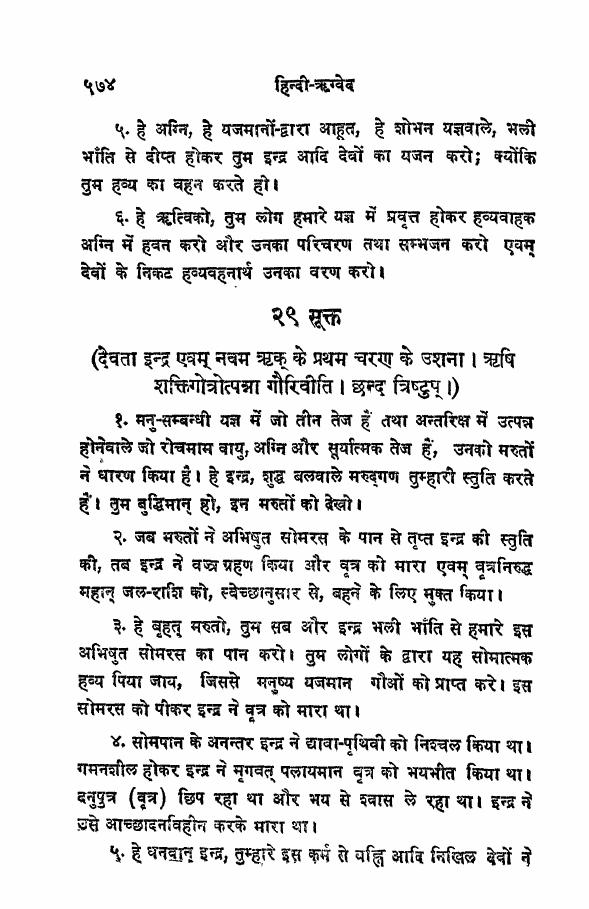 ५७४ हिन्दी-ऋग्वेद
५. हे अग्नि, हे यजमानों-द्वारा आहूत, हे शोभन यज्ञवाले, भली
भाँति से दीप्त होकर तुम इन्द्र आदि देवों का यजन करो; क्योंकि
तुम हव्य का वहन करते हो।
६. हे ऋत्विको, तुम लोग हमारे यज्ञ में प्रवृत्त होकर हव्यवाहक
अग्नि में हवन करो और उनका परिचरण तथा सम्भजन करो एवम्
देवों के निकट हव्यवहनार्थ उनका वरण करो।
२९ सूक्त
(देवता इन्द्र एवम् नवम ऋक् के प्रथम चरण के उशना। ऋषि
शक्तिगोत्रोत्पन्ना गौरिवीति। छन्द त्रिष्टुप्।)
१. मनु-सम्बन्धी यज्ञ में जो तीन तेज हैं तथा अन्तरिक्ष में उत्पन्न
होनेवाले जो रोचमाम वायु, अग्नि और सूर्यात्मक तेज हैं, उनको मरुतों
ने धारण किया है। हे इन्द्र, शुद्ध बलवाले मरुद्गण तुम्हारी स्तुति करते
हैं। तुम बुद्धिमान् हो, इन मरुतों को देखो।
२. जब मरुतों ने अभिषुत सोमरस के पान से तृप्त इन्द्र की स्तुति
की, तब इन्द्र ने वज्र ग्रहण किया और वृत्र को मारा एवम् वृत्रनिरुद्ध
महान् जल-राशि को, स्वेच्छानुसार से, बहने के लिए मुक्त किया।
३. हे बृहत् मरुतो, तुम सब और इन्द्र भली भाँति से हमारे इस
अभिषुत सोमरस का पान करो। तुम लोगों के द्वारा यह सोमात्मक
हव्य पिया जाय, जिससे मनुष्य यजमान गौओं को प्राप्त करे। इस
सोमरस को पीकर इन्द्र ने वृत्र को मारा था।
४. सोमपान के अनन्तर इन्द्र ने द्यावा-पृथिवी को निश्चल किया था।
गमनशील होकर इन्द्र ने मृगवत् पलायमान वृत्र को भयभीत किया था।
दनुपुत्र (वृत्र) छिप रहा था और भय से श्वास ले रहा था। इन्द्र ने
उसे आच्छादनविहीन करके मारा था।
५. हे धनवान् इन्द्र, तुम्हारे इस कर्म से वह्नि आदि निखिल देवों ने